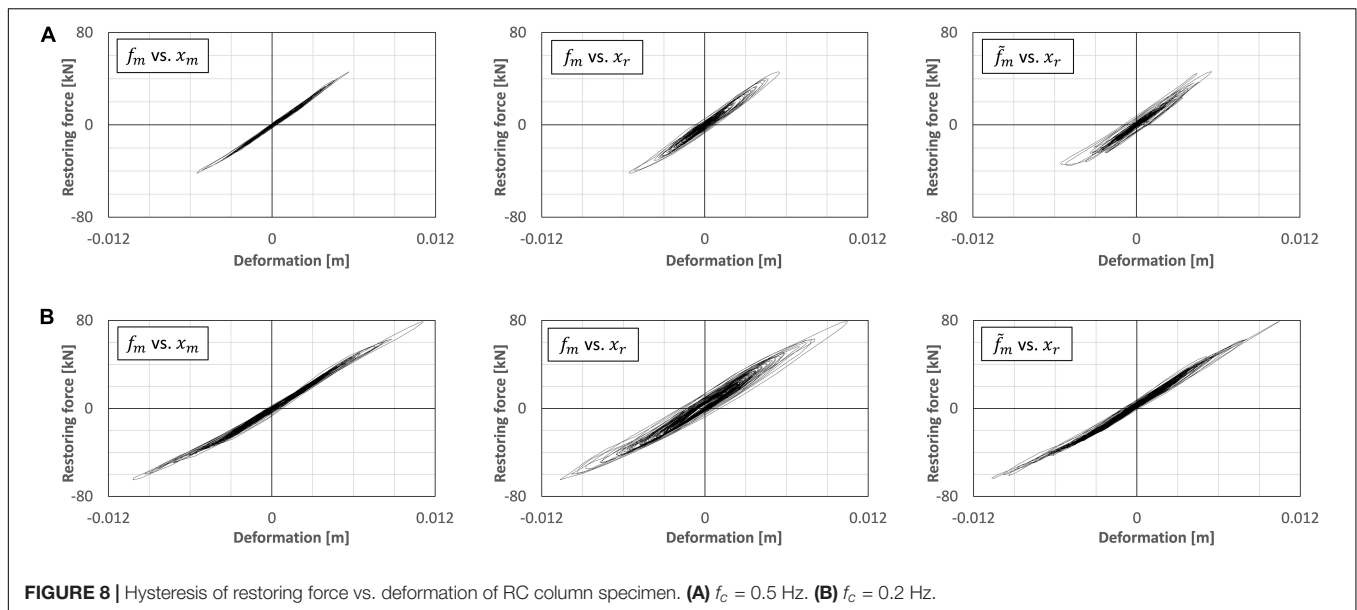 A
f_m vs. x_m
Restoring force [kN]
80
0
-80
-0.012
0
0.012
Deformation [m]
f_m vs. x_r
Restoring force [kN]
80
0
-80
-0.012
0
0.012
Deformation [m]
f̃_m vs. x_r
Restoring force [kN]
80
0
-80
-0.012
0
0.012
Deformation [m]
B
f_m vs. x_m
Restoring force [kN]
80
0
-80
-0.012
0
0.012
Deformation [m]
f_m vs. x_r
Restoring force [kN]
80
0
-80
-0.012
0
0.012
Deformation [m]
f̃_m vs. x_r
Restoring force [kN]
80
0
-80
-0.012
0
0.012
Deformation [m]
FIGURE 8 | Hysteresis of restoring force vs. deformation of RC column specimen. (A) f_c = 0.5 Hz. (B) f_c = 0.2 Hz.